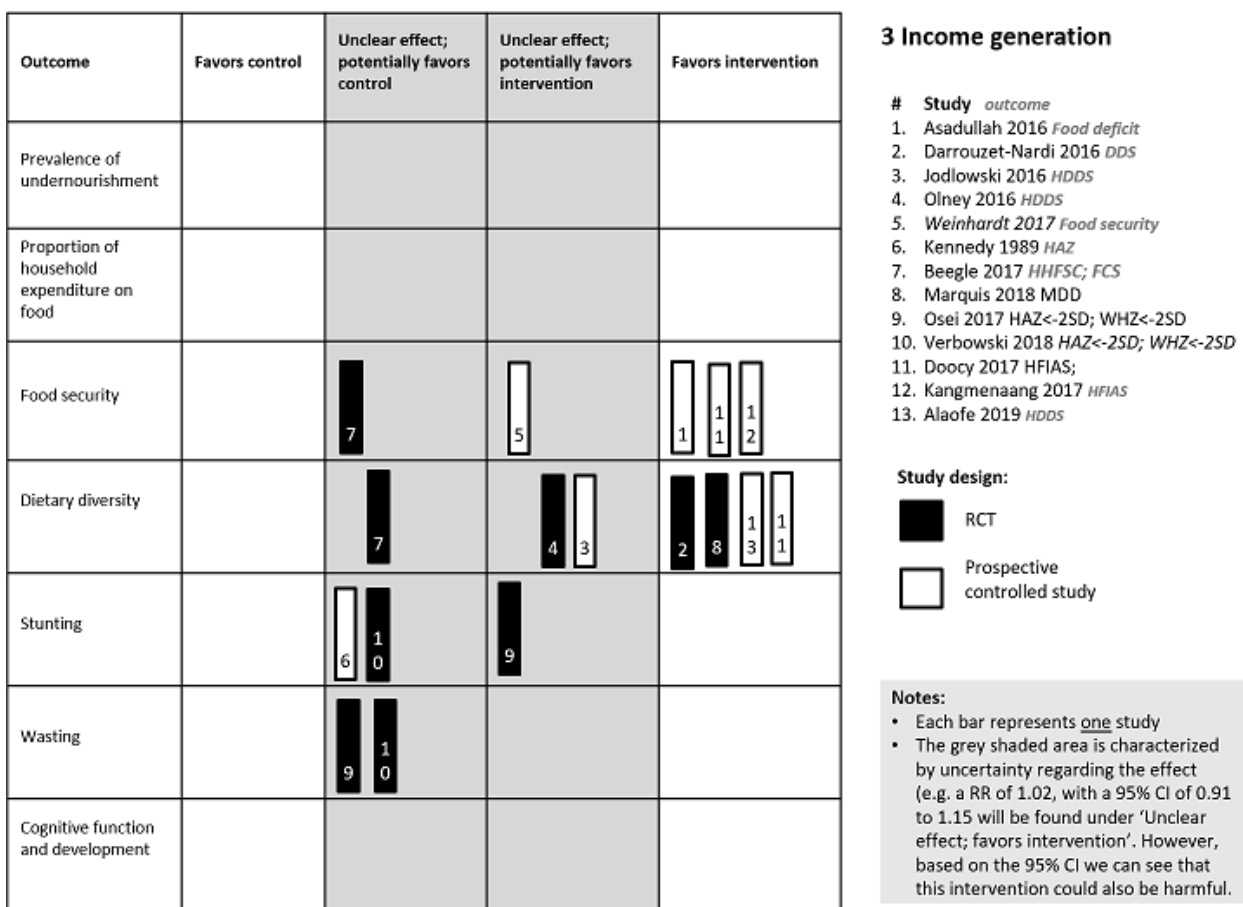 Outcome
Favors control
Unclear effect;
potentially favors
control
Unclear effect;
potentially favors
intervention
Favors intervention
Prevalence of
undernourishment
Proportion of
household
expenditure on
food
Food security
7
5
1
1
1
1
2
Dietary diversity
7
4
3
2
8
1
3
1
1
Stunting
6
1
0
9
Wasting
9
1
0
Cognitive function
and development
3 Income generation
# Study outcome
1. Asadullah 2016 Food deficit
2. Darrouzet-Nardi 2016 DDS
3. Jodlowski 2016 HDDS
4. Olney 2016 HDDS
5. Weinhardt 2017 Food security
6. Kennedy 1989 HAZ
7. Beegle 2017 HHFSC; FCS
8. Marquis 2018 MDD
9. Osei 2017 HAZ<-2SD; WHZ<-2SD
10. Verbowski 2018 HAZ<-2SD; WHZ<-2SD
11. Doocy 2017 HFIAS;
12. Kangmenaang 2017 HFIAS
13. Alaofe 2019 HDDS
Study design:
RCT
Prospective
controlled study
Notes:
• Each bar represents one study
• The grey shaded area is characterized
by uncertainty regarding the effect
(e.g. a RR of 1.02, with a 95% CI of 0.91
to 1.15 will be found under ‘Unclear
effect; favors intervention’. However,
based on the 95% CI we can see that
this intervention could also be harmful.